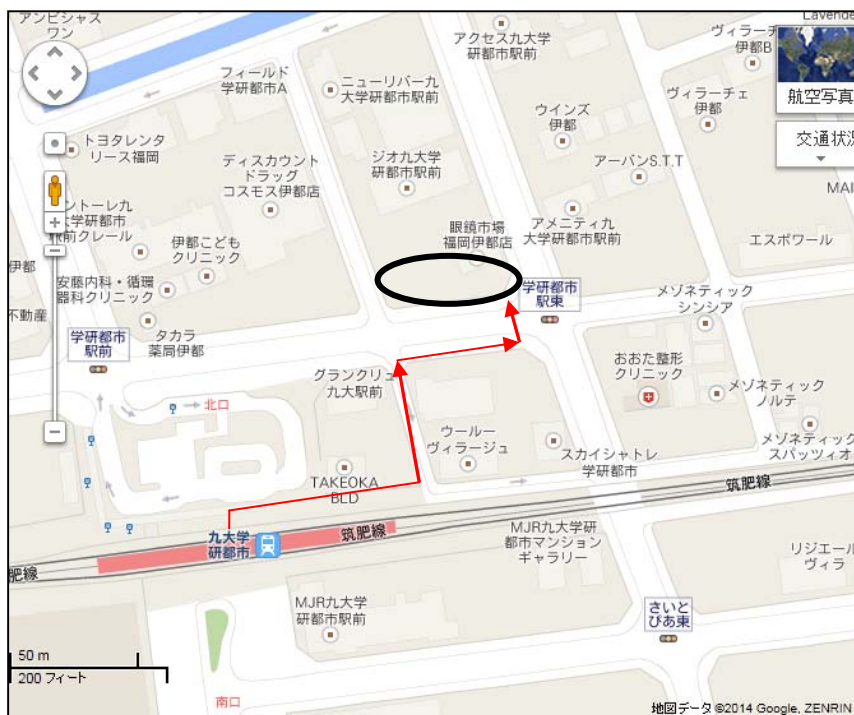 アンビシャス
ワン
アクセス九大学
研都市駅前
Lavende
ヴィラーチ
伊都B
フィールド
学研都市A
ニューリバー九
大学研都市駅前
ヴィラーチェ
伊都
航空写真
トヨタレンタ
リース福岡
ディスカウント
ドラッグ
コスモス伊都店
ジオ九大学
研都市駅前
ウインズ
伊都
アーバンS.T.T
交通状況
MAI
ントーレ九
大学研都市
駅前クレール
伊都こども
クリニック
眼鏡市場
福岡伊都店
アメニティ九
大学研都市駅前
エスポワール
伊都
安藤内科・循環
器科クリニック
学研都市
駅東
メゾネティック
シンシア
不動産
学研都市
駅前
タカラ
薬局伊都
グランクリュ
九大駅前
おおた整形
クリニック
メゾネティック
ノルテ
北口
ウールー
ヴィラージュ
スカイシャトレ
学研都市
メゾネティック
スパッツィオ
TAKEOKA
BLD
筑肥線
九大学
研都市
筑肥線
MJR九大学研
都市マンション
ギャラリー
リジエール
ヴィラ
肥線
MJR九大学
研都市駅前
さいと
ぴあ東
50 m
200 フィート
南口
地図データ ©2014 Google, ZENRIN